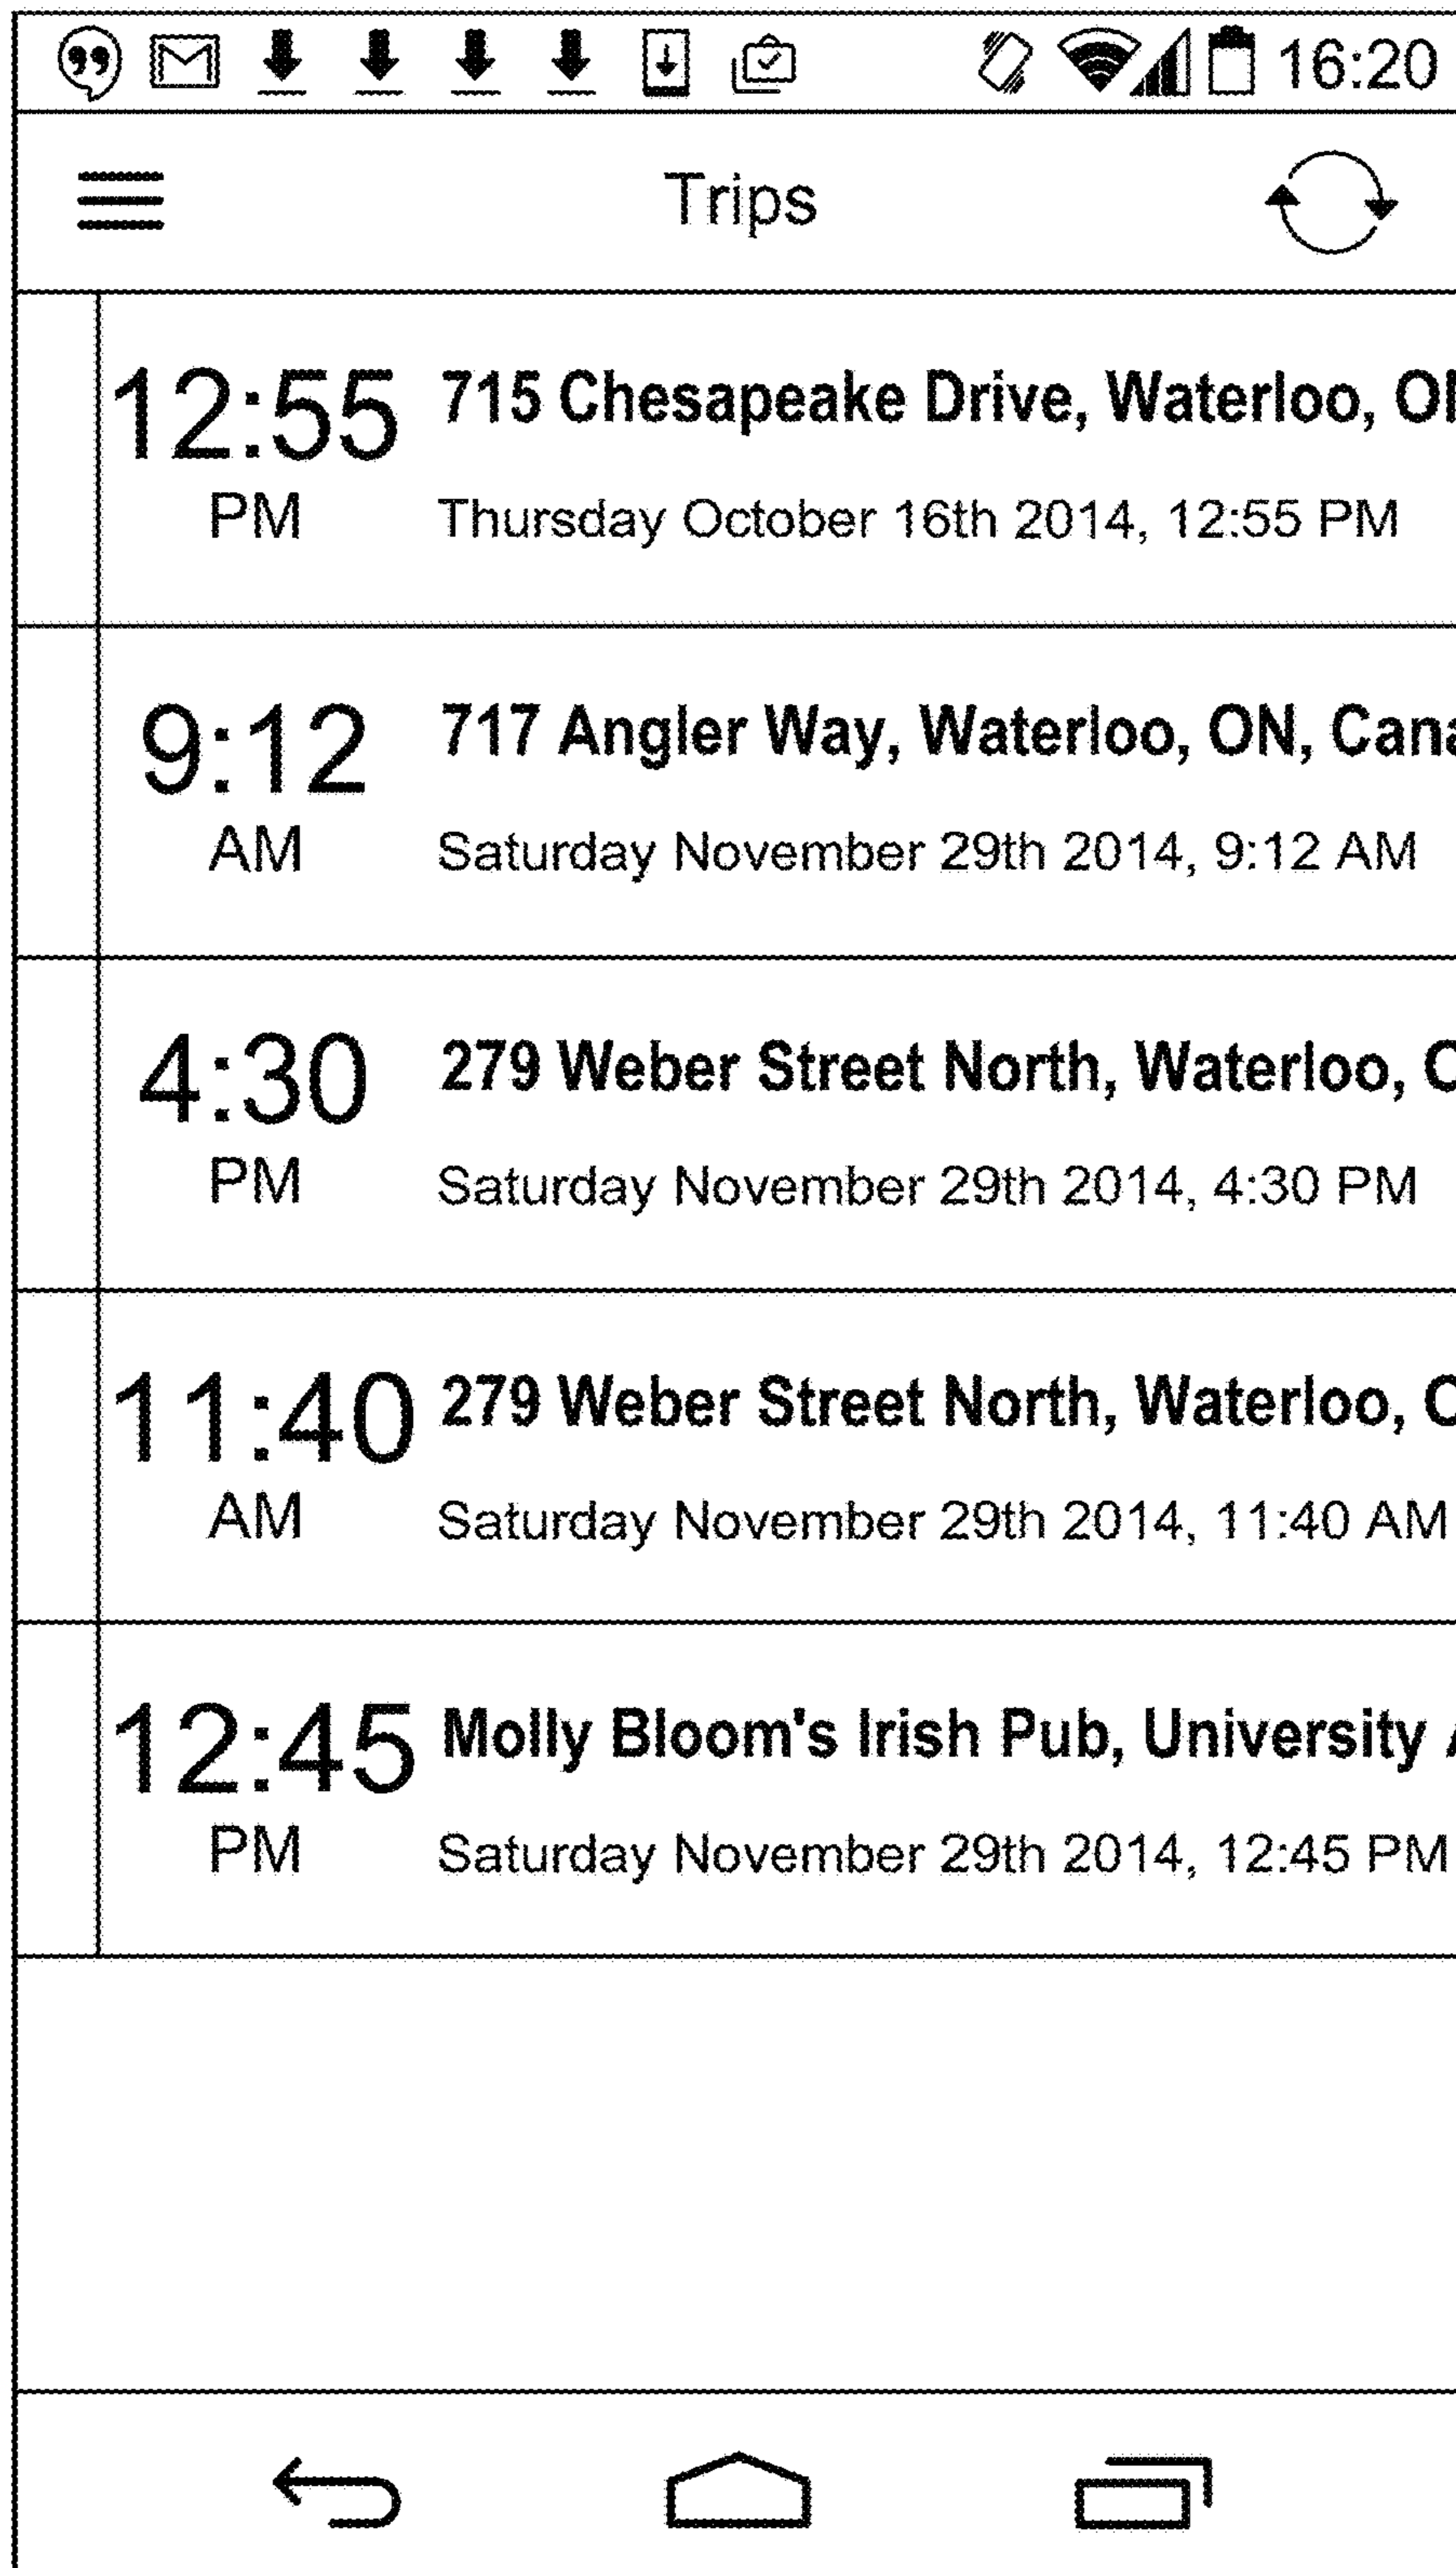 16:20
Trips
12:55 715 Chesapeake Drive, Waterloo,
PM Thursday October 16th 2014, 12:55 PM
9:12 717 Angler Way, Waterloo, ON,
AM Saturday November 29th 2014, 9:12 AM
4:30 279 Weber Street North, Waterloo,
PM Saturday November 29th 2014, 4:30 PM
11:40 279 Weber Street North, Waterloo,
AM Saturday November 29th 2014, 11:40 AM
12:45 Molly Bloom's Irish Pub, University
PM Saturday November 29th 2014, 12:45 PM